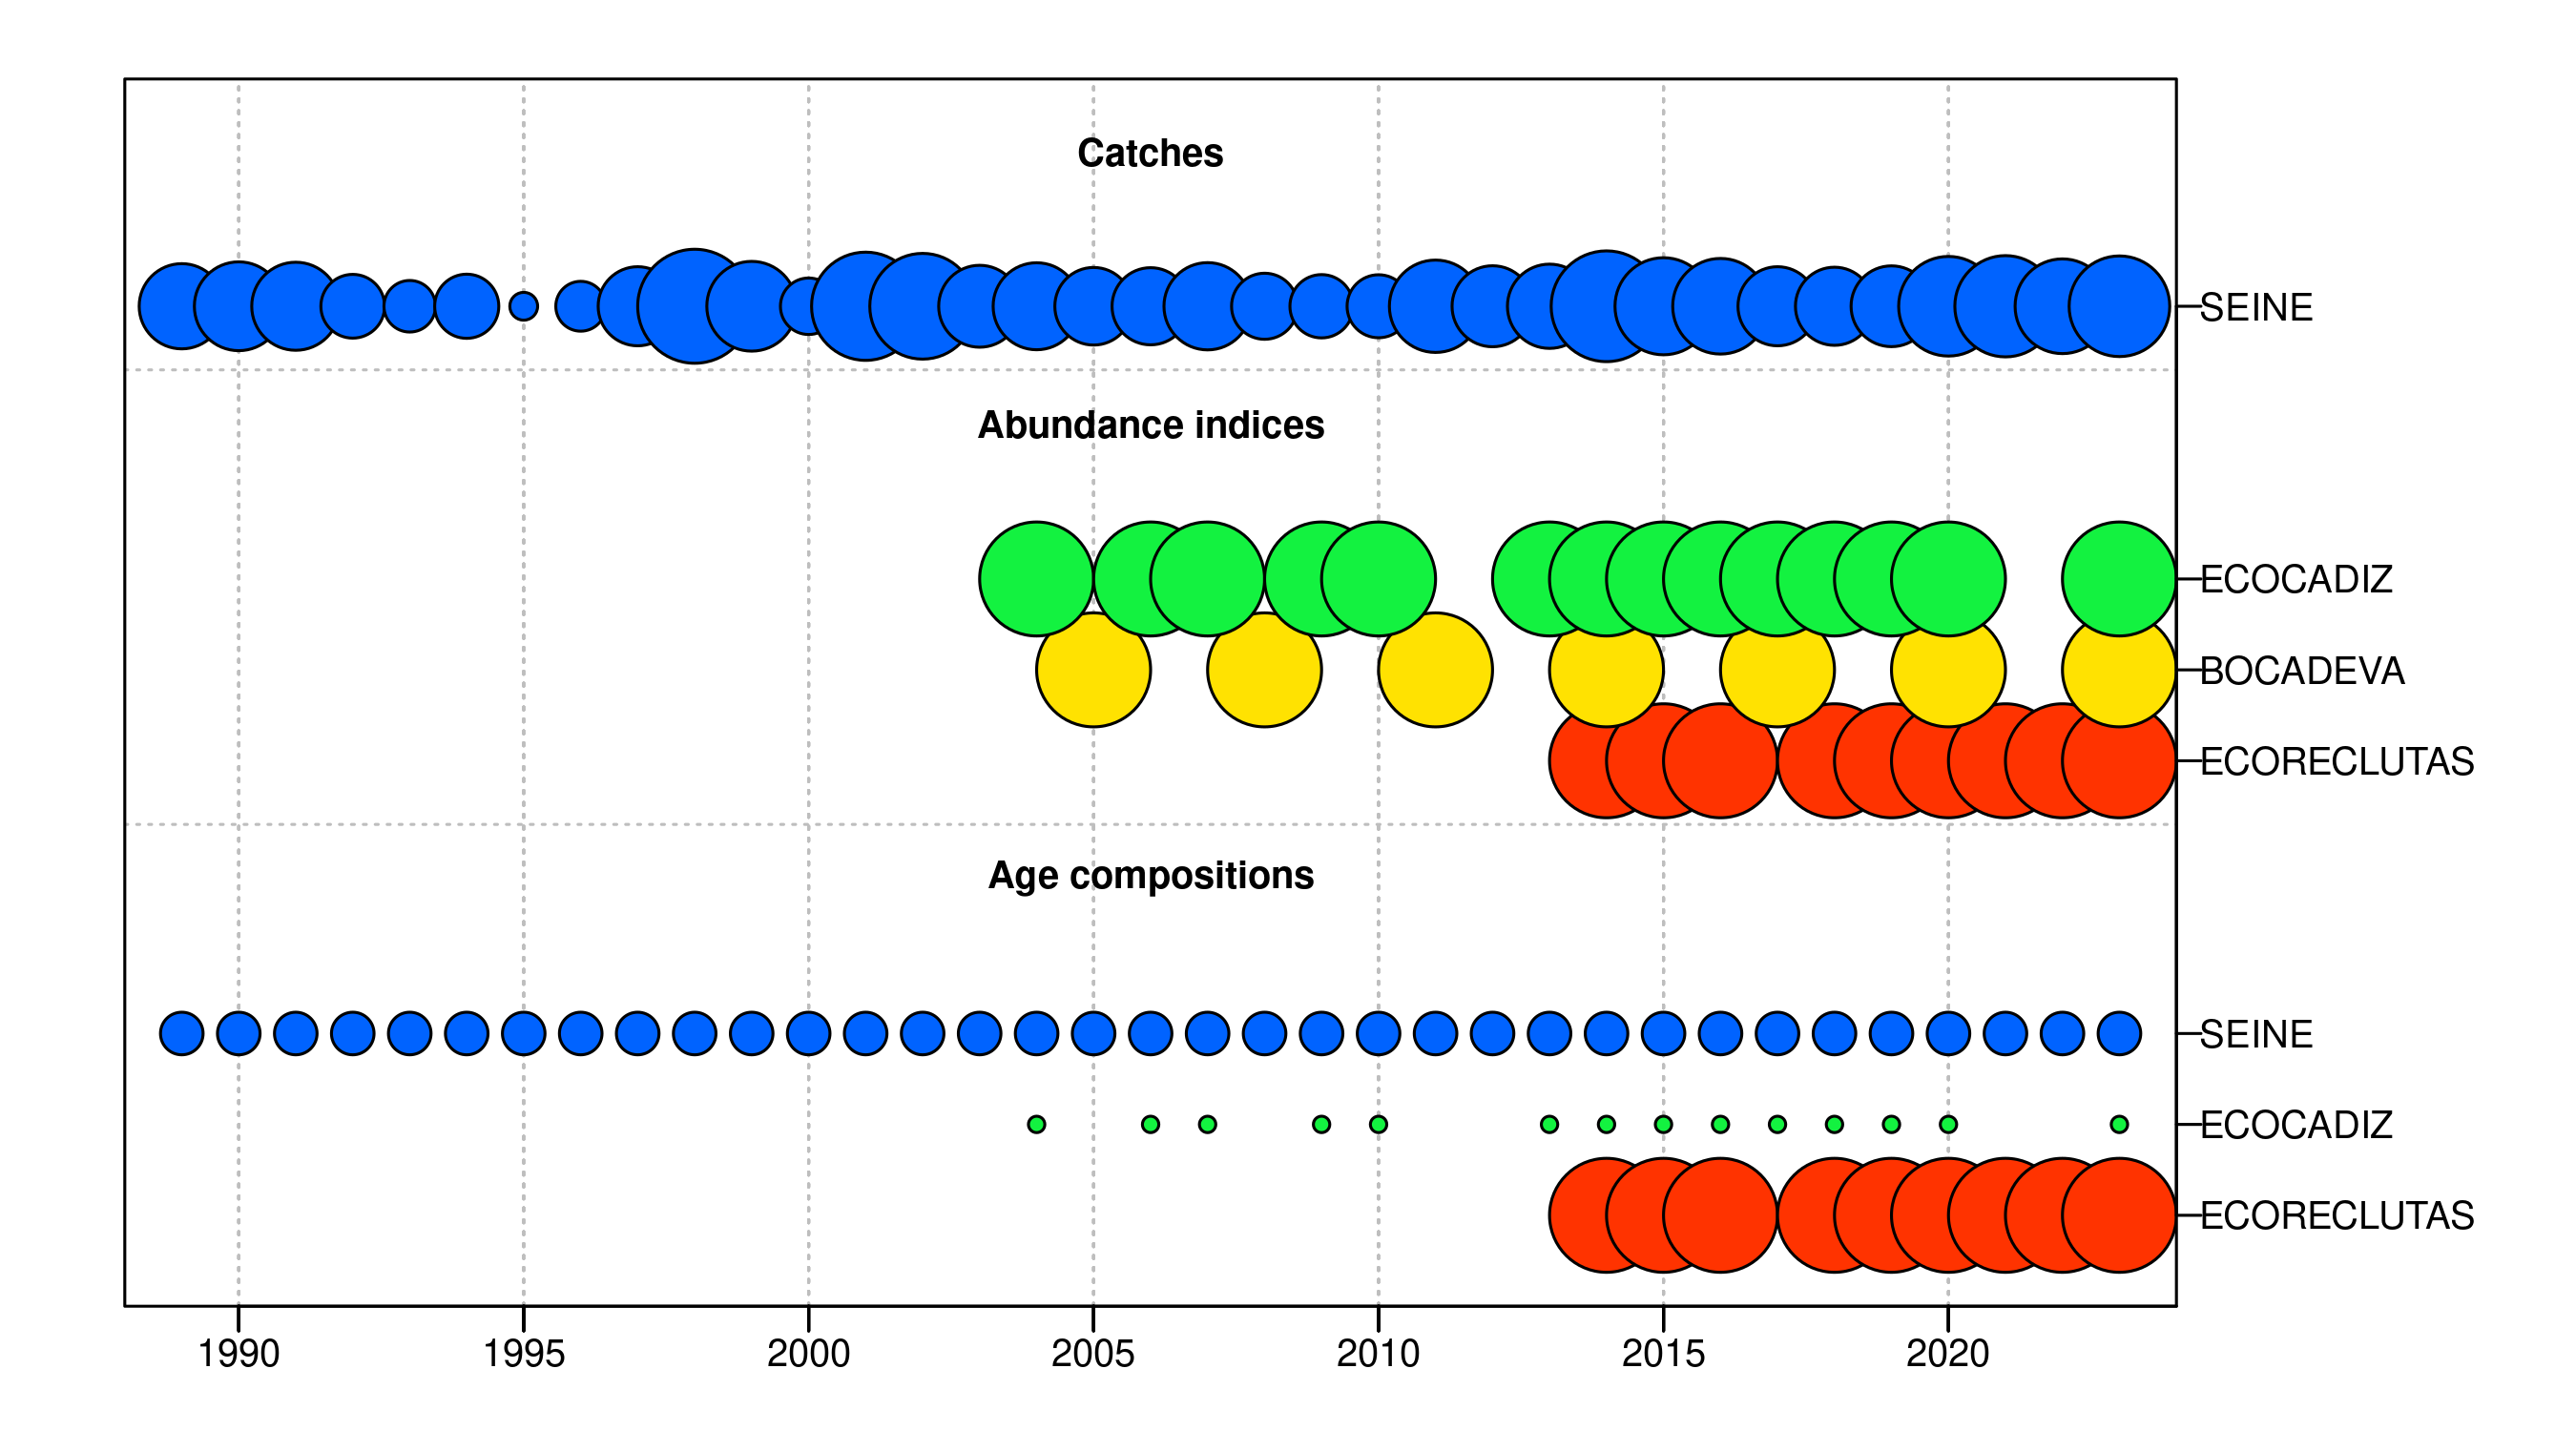 Catches
SEINE
Abundance indices
ECOCADIZ
BOCADEVA
ECORECLUTAS
Age compositions
SEINE
ECOCADIZ
ECORECLUTAS
1990 1995 2000 2005 2010 2015 2020